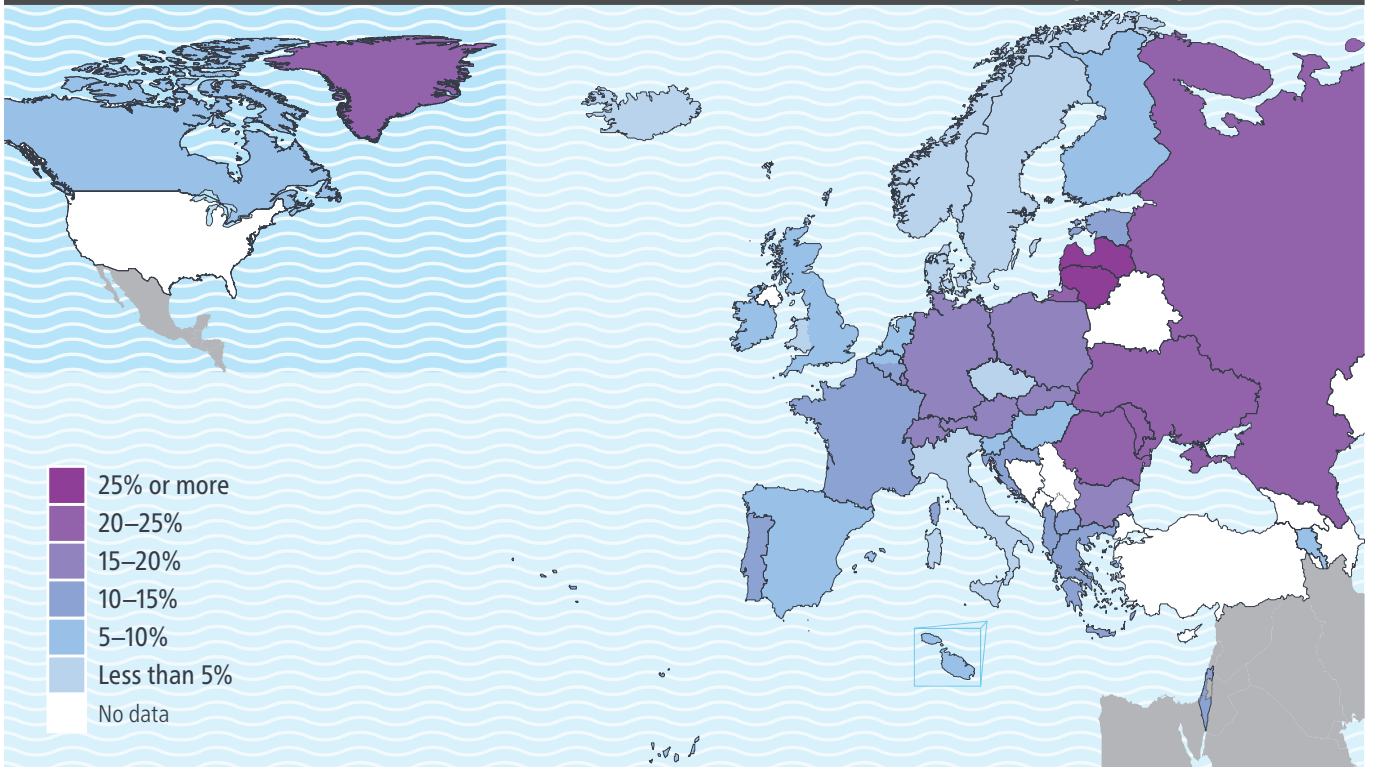 25% or more
20–25%
15–20%
10–15%
5–10%
Less than 5%
No data